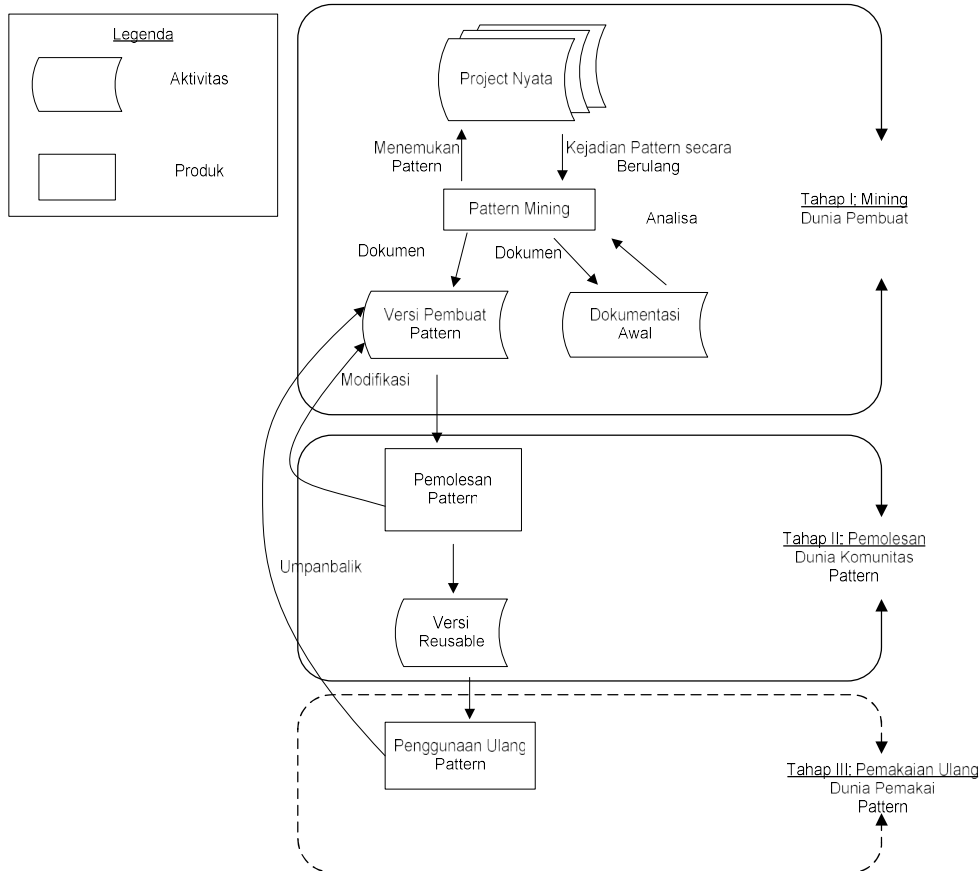 Legenda
Aktivitas
Produk
Project Nyata
Menemukan
Pattern
Kejadian Pattern secara
Berulang
Pattern Mining
Analisa
Dokumen
Dokumen
Versi Pembuat
Pattern
Dokumentasi
Awal
Modifikasi
Tahap I: Mining
Dunia Pembuat
Pemolesan
Pattern
Umpanbalik
Versi
Reusable
Tahap II: Pemolesan
Dunia Komunitas
Pattern
Penggunaan Ulang
Pattern
Tahap III: Pemakaian Ulang
Dunia Pemakai
Pattern